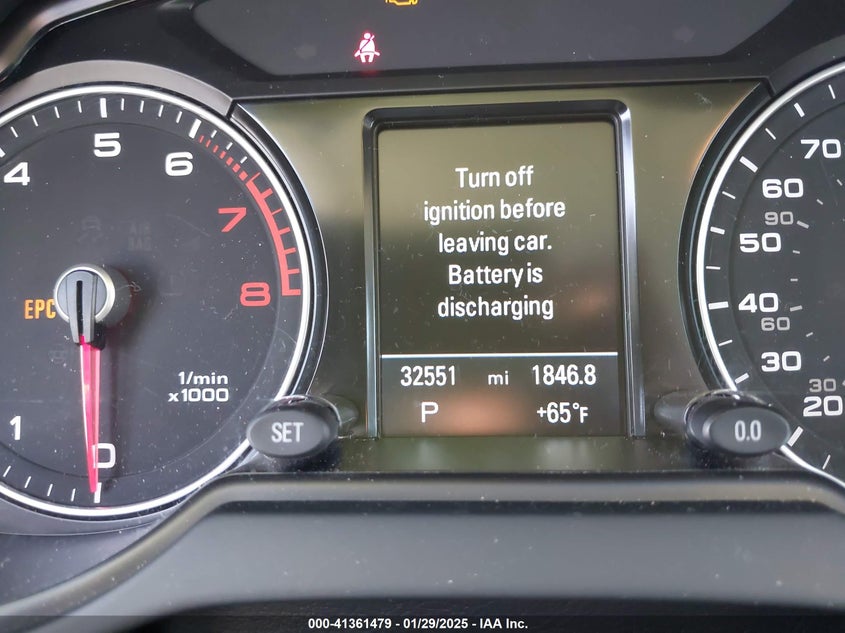 5
4
6
7
8
AIR
BAG
EPC
1/min
x1000
1
0
SET
Turn off
ignition before
leaving car.
Battery is
discharging
32551 mi 1846.8
P +65°F
70
60
90
50
40
60
30
30
20
0.0
000-41361479 - 01/29/2025 - IAA Inc.